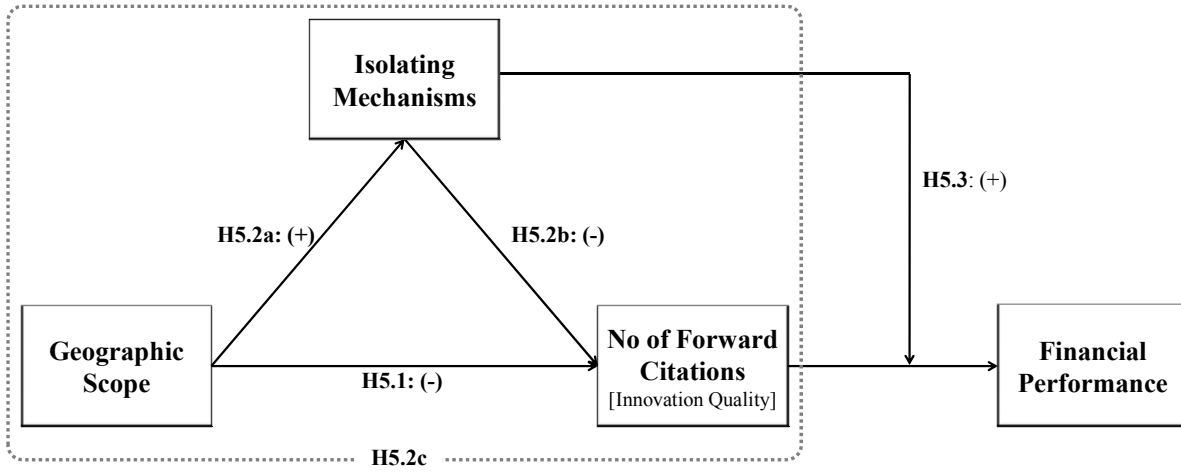 Isolating
Mechanisms
H5.3: (+)
H5.2a: (+)
H5.2b: (-)
Geographic
Scope
H5.1: (-)
No of Forward
Citations
[Innovation Quality]
Financial
Performance
H5.2c